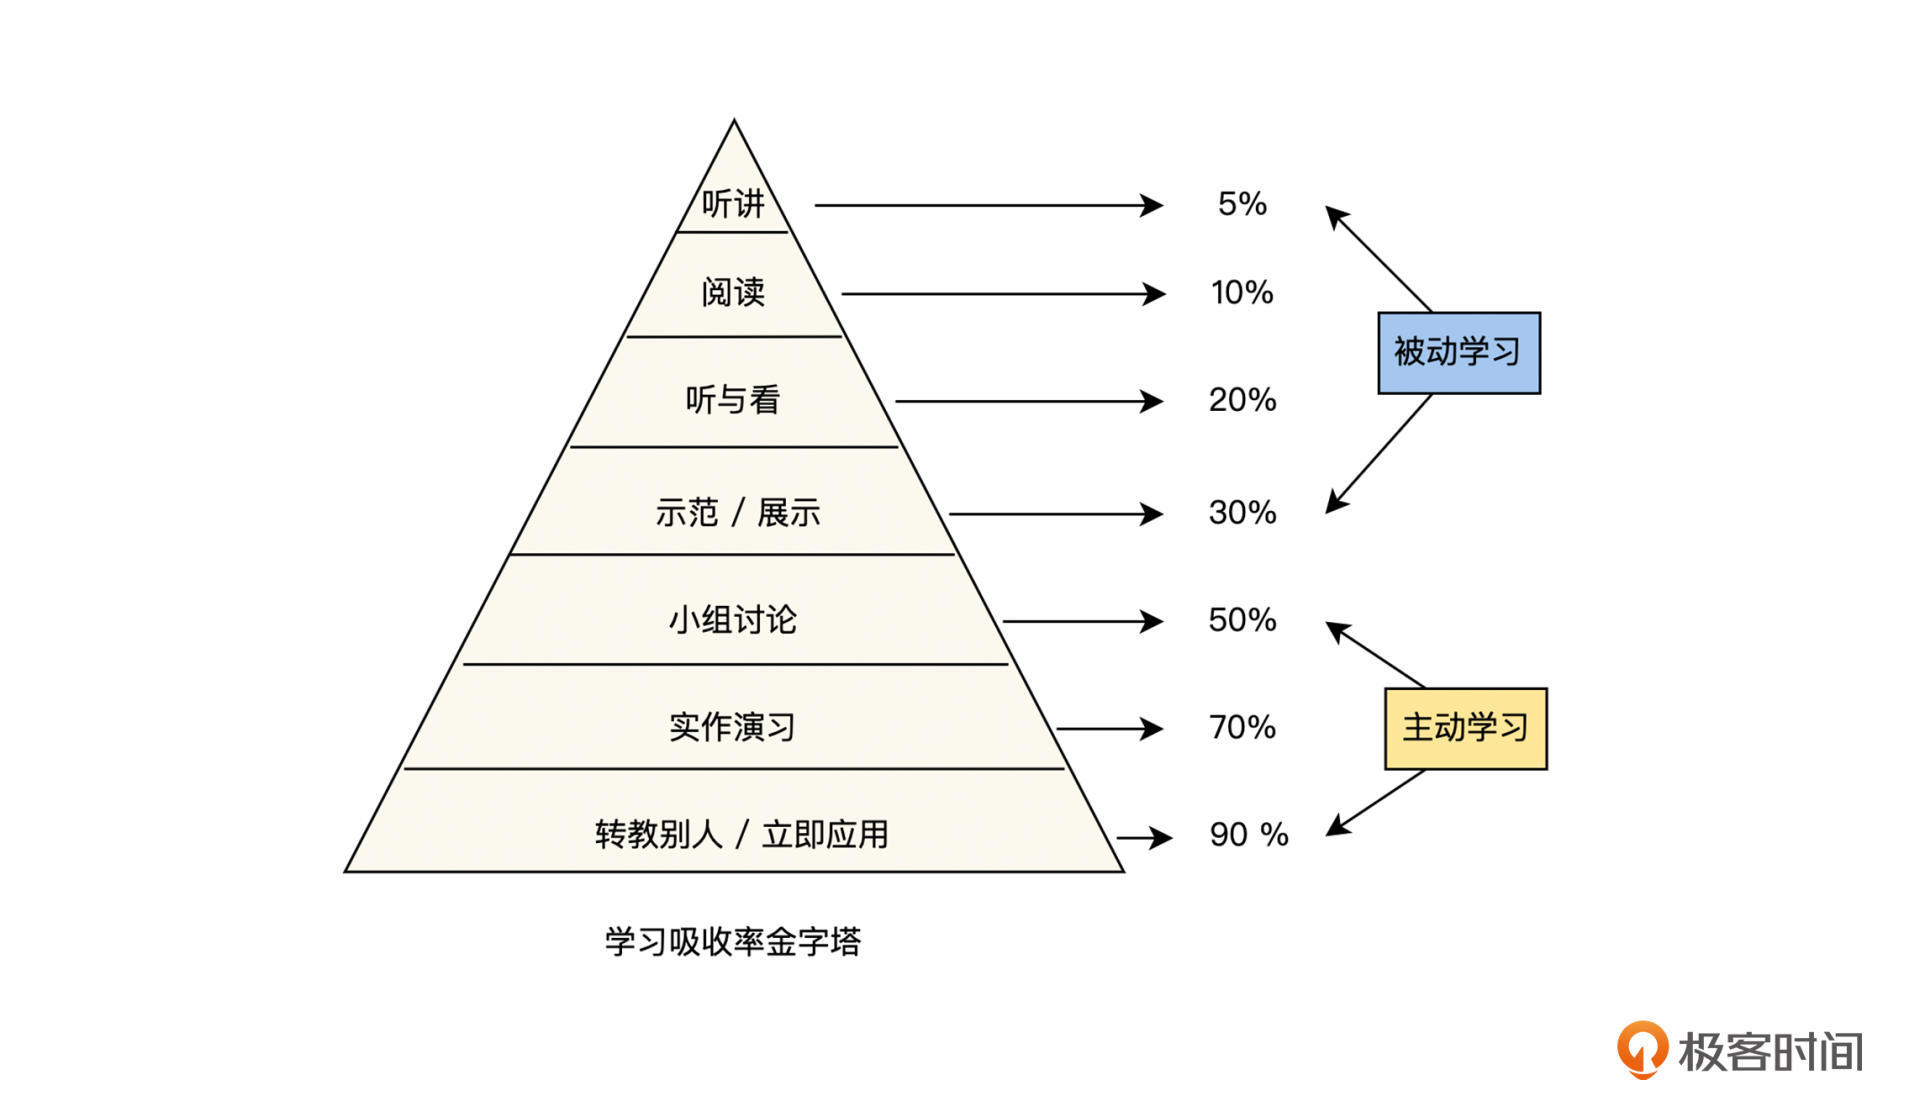 听讲 5%
阅读 10%
被动学习
听与看 20%
示范 / 展示 30%
小组讨论 50%
实作演习 70%
主动学习
转教别人 / 立即应用 90 %
学习吸收率金字塔
极客时间